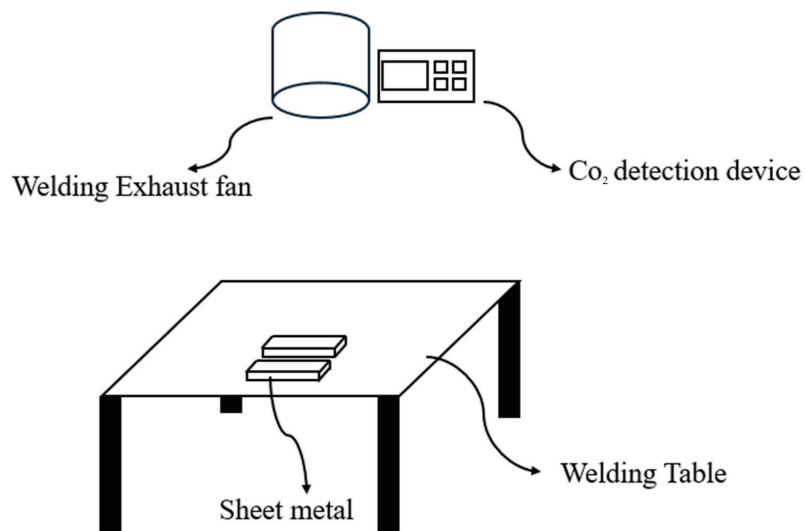 Welding Exhaust fan
Co₂ detection device
Welding Table
Sheet metal